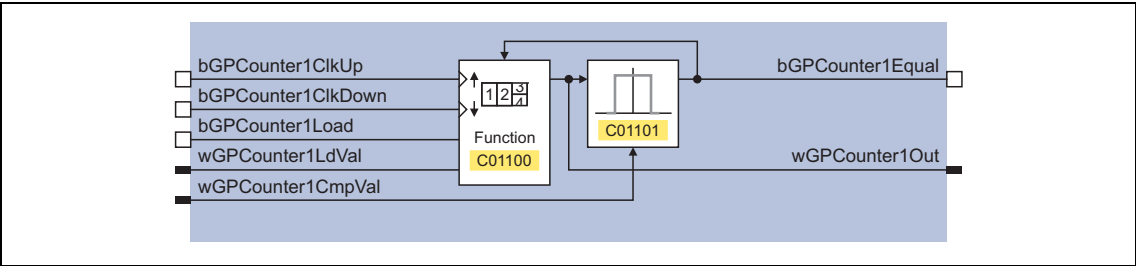 bGPCounter1ClkUp
bGPCounter1ClkDown
bGPCounter1Load
wGPCounter1LdVal
wGPCounter1CmpVal
1 2 3 4
Function
C01100
C01101
bGPCounter1Equal
wGPCounter1Out